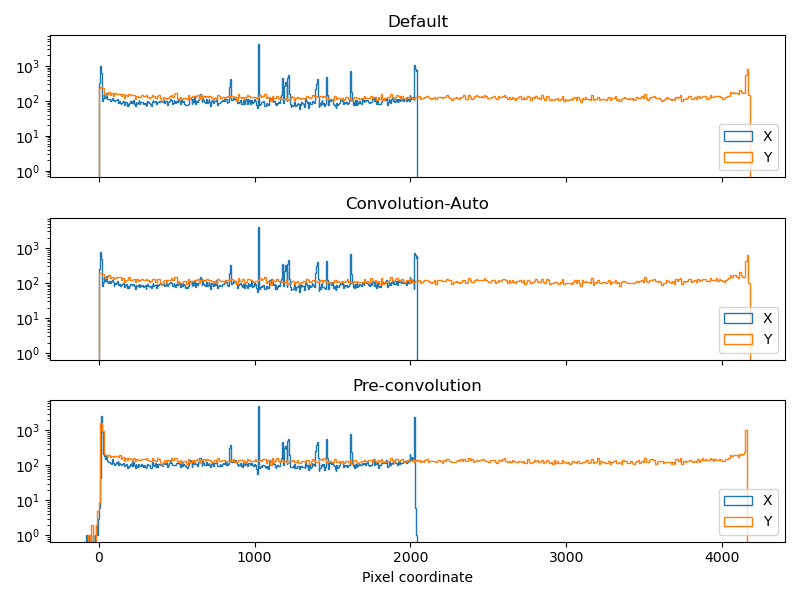 Default
10³
10²
10¹
10⁰
X
Y
Convolution-Auto
10³
10²
10¹
10⁰
X
Y
Pre-convolution
10³
10²
10¹
10⁰
X
Y
0 1000 2000 3000 4000
Pixel coordinate